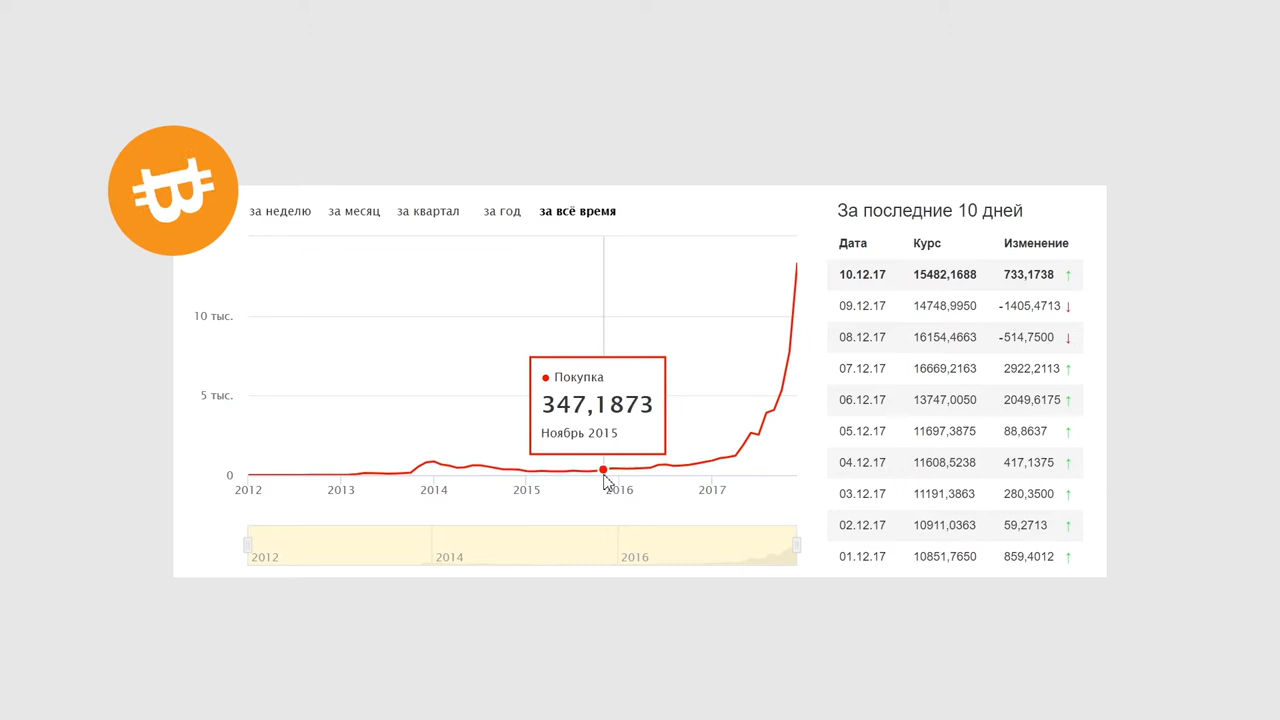 за неделю за месяц за квартал за год за всё время
10 тыс.
5 тыс.
0
Покупка
347,1873
Ноябрь 2015
2012 2013 2014 2015 2016 2017
2012 2014 2016
За последние 10 дней
Дата Курс Изменение
10.12.17 15482,1688 733,1738 ↑
09.12.17 14748,9950 -1405,4713 ↓
08.12.17 16154,4663 -514,7500 ↓
07.12.17 16669,2163 2922,2113 ↑
06.12.17 13747,0050 2049,6175 ↑
05.12.17 11697,3875 88,8637 ↑
04.12.17 11608,5238 417,1375 ↑
03.12.17 11191,3863 280,3500 ↑
02.12.17 10911,0363 59,2713 ↑
01.12.17 10851,7650 859,4012 ↑